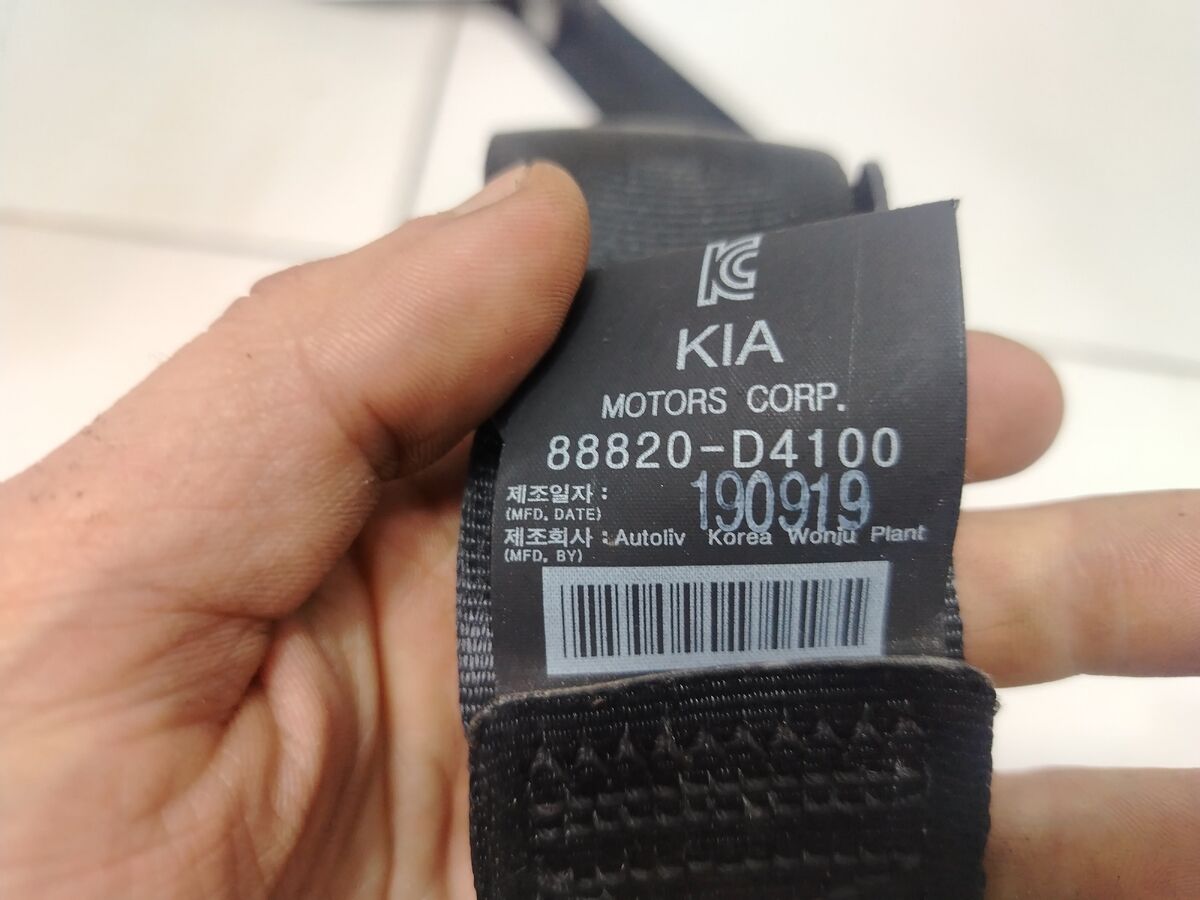 KC
KIA
MOTORS CORP.
88820-D4100
제조일자 : 190919
(MFD. DATE)
제조회사 : Autoliv Korea Wonju Plant
(MFD. BY)